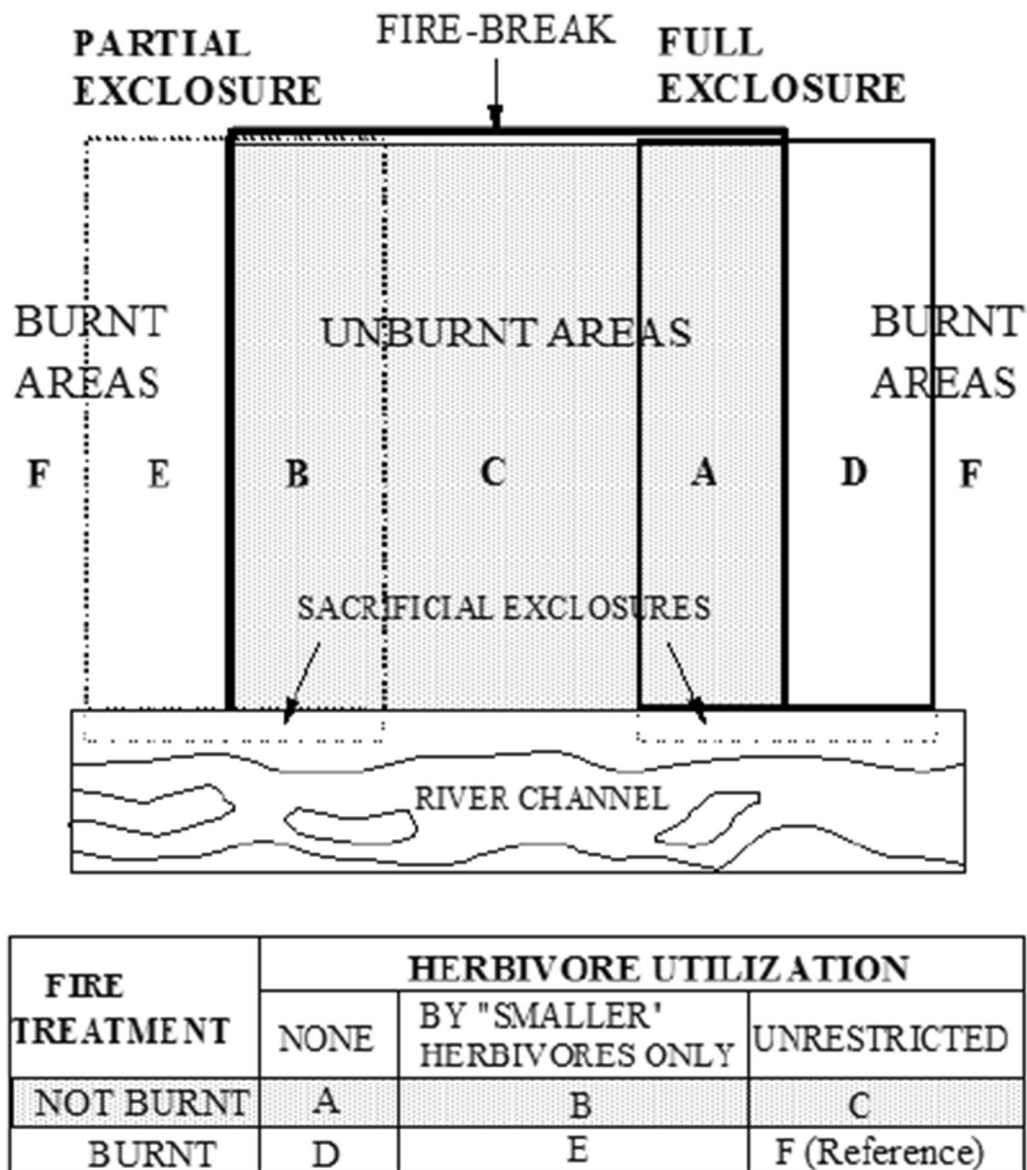 PARTIAL
EXCLOSURE
FIRE-BREAK
FULL
EXCLOSURE
BURNT
AREAS
UNBURNT AREAS
BURNT
AREAS
F E B C A D F
SACRIFICIAL EXCLOSURES
RIVER CHANNEL
FIRE
TREATMENT
HERBIVORE UTILIZATION
NONE
BY "SMALLER'
HERBIVORES ONLY
UNRESTRICTED
NOT BURNT A B C
BURNT D E F (Reference)